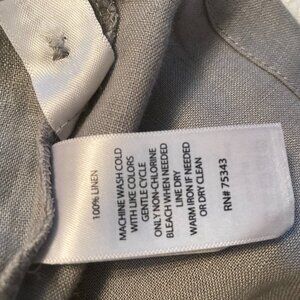 100% LINEN
MACHINE WASH COLD
WITH LIKE COLORS
GENTLE CYCLE
ONLY NON-CHLORINE
BLEACH WHEN NEEDED
LINE DRY
WARM IRON IF NEEDED
OR DRY CLEAN
RN# 75343